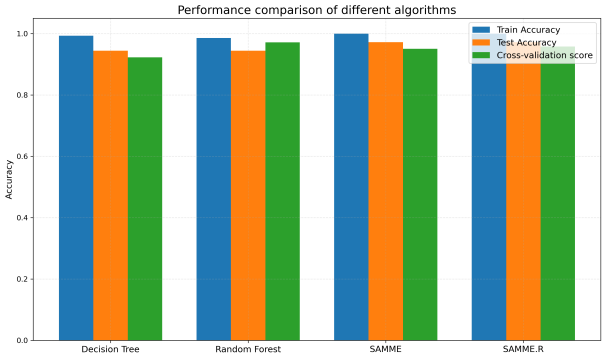 Performance comparison of different algorithms
Train Accuracy
Test Accuracy
Cross-validation score
Accuracy
1.0
0.8
0.6
0.4
0.2
0.0
Decision Tree
Random Forest
SAMME
SAMME.R